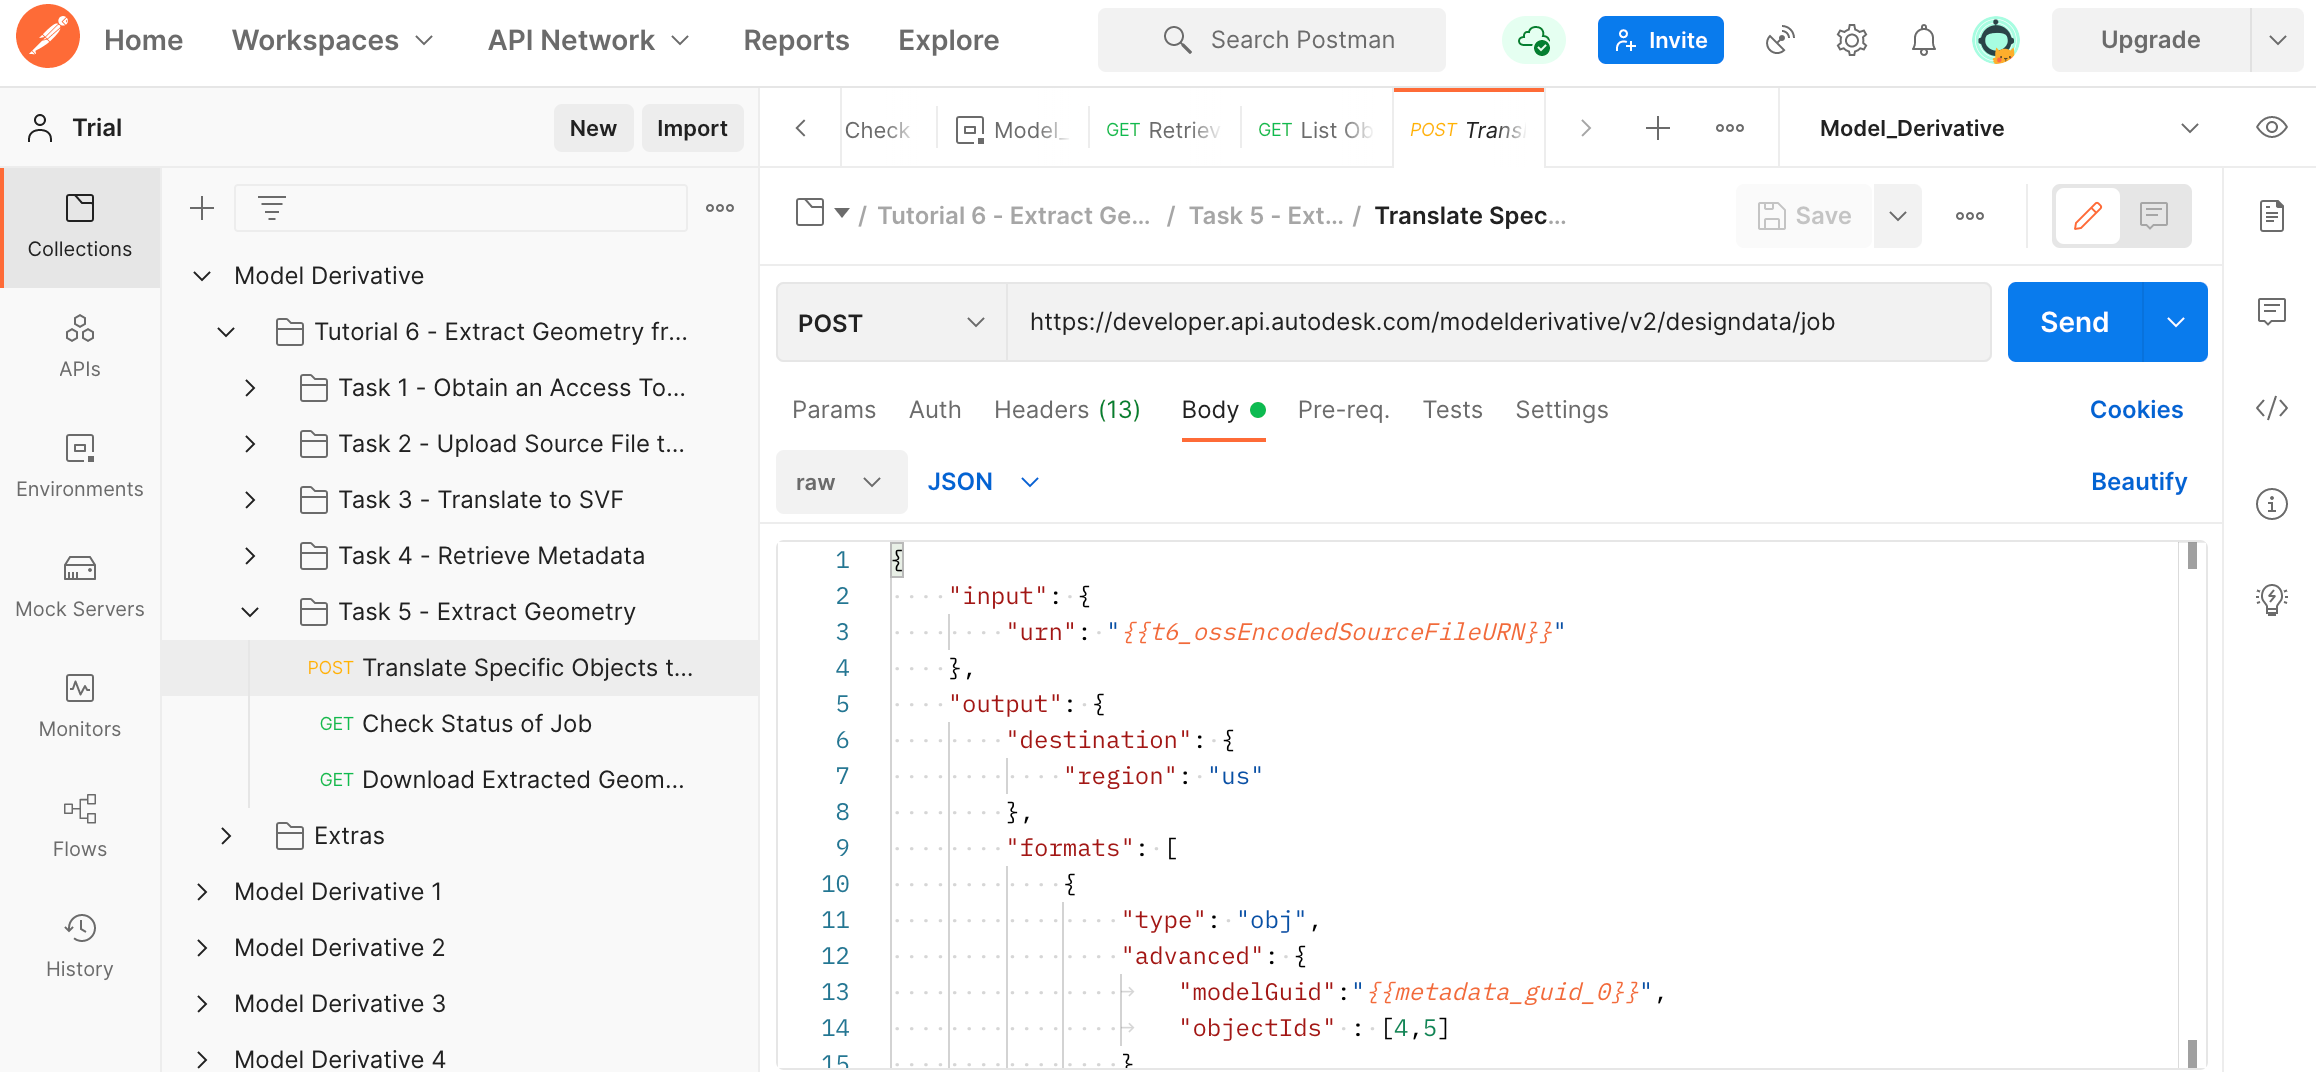 Home Workspaces API Network Reports Explore Search Postman Invite Upgrade
Trial New Import
Check Model_ GET Retriev GET List Ob POST Trans Model_Derivative
Collections
APIs
Environments
Mock Servers
Monitors
Flows
History
Model Derivative
Tutorial 6 - Extract Geometry fr...
Task 1 - Obtain an Access To...
Task 2 - Upload Source File t...
Task 3 - Translate to SVF
Task 4 - Retrieve Metadata
Task 5 - Extract Geometry
POST Translate Specific Objects t...
GET Check Status of Job
GET Download Extracted Geom...
Extras
Model Derivative 1
Model Derivative 2
Model Derivative 3
Model Derivative 4
/ Tutorial 6 - Extract Ge... / Task 5 - Ext... / Translate Spec... Save
POST https://developer.api.autodesk.com/modelderivative/v2/designdata/job Send
Params Auth Headers (13) Body Pre-req. Tests Settings Cookies
raw JSON Beautify
1 {
2 "input": {
3 "urn": "{{t6_ossEncodedSourceFileURN}}"
4 },
5 "output": {
6 "destination": {
7 "region": "us"
8 },
9 "formats": [
10 {
11 "type": "obj",
12 "advanced": {
13 "modelGuid":"{{metadata_guid_0}}",
14 "objectIds" : [4,5]
15 }